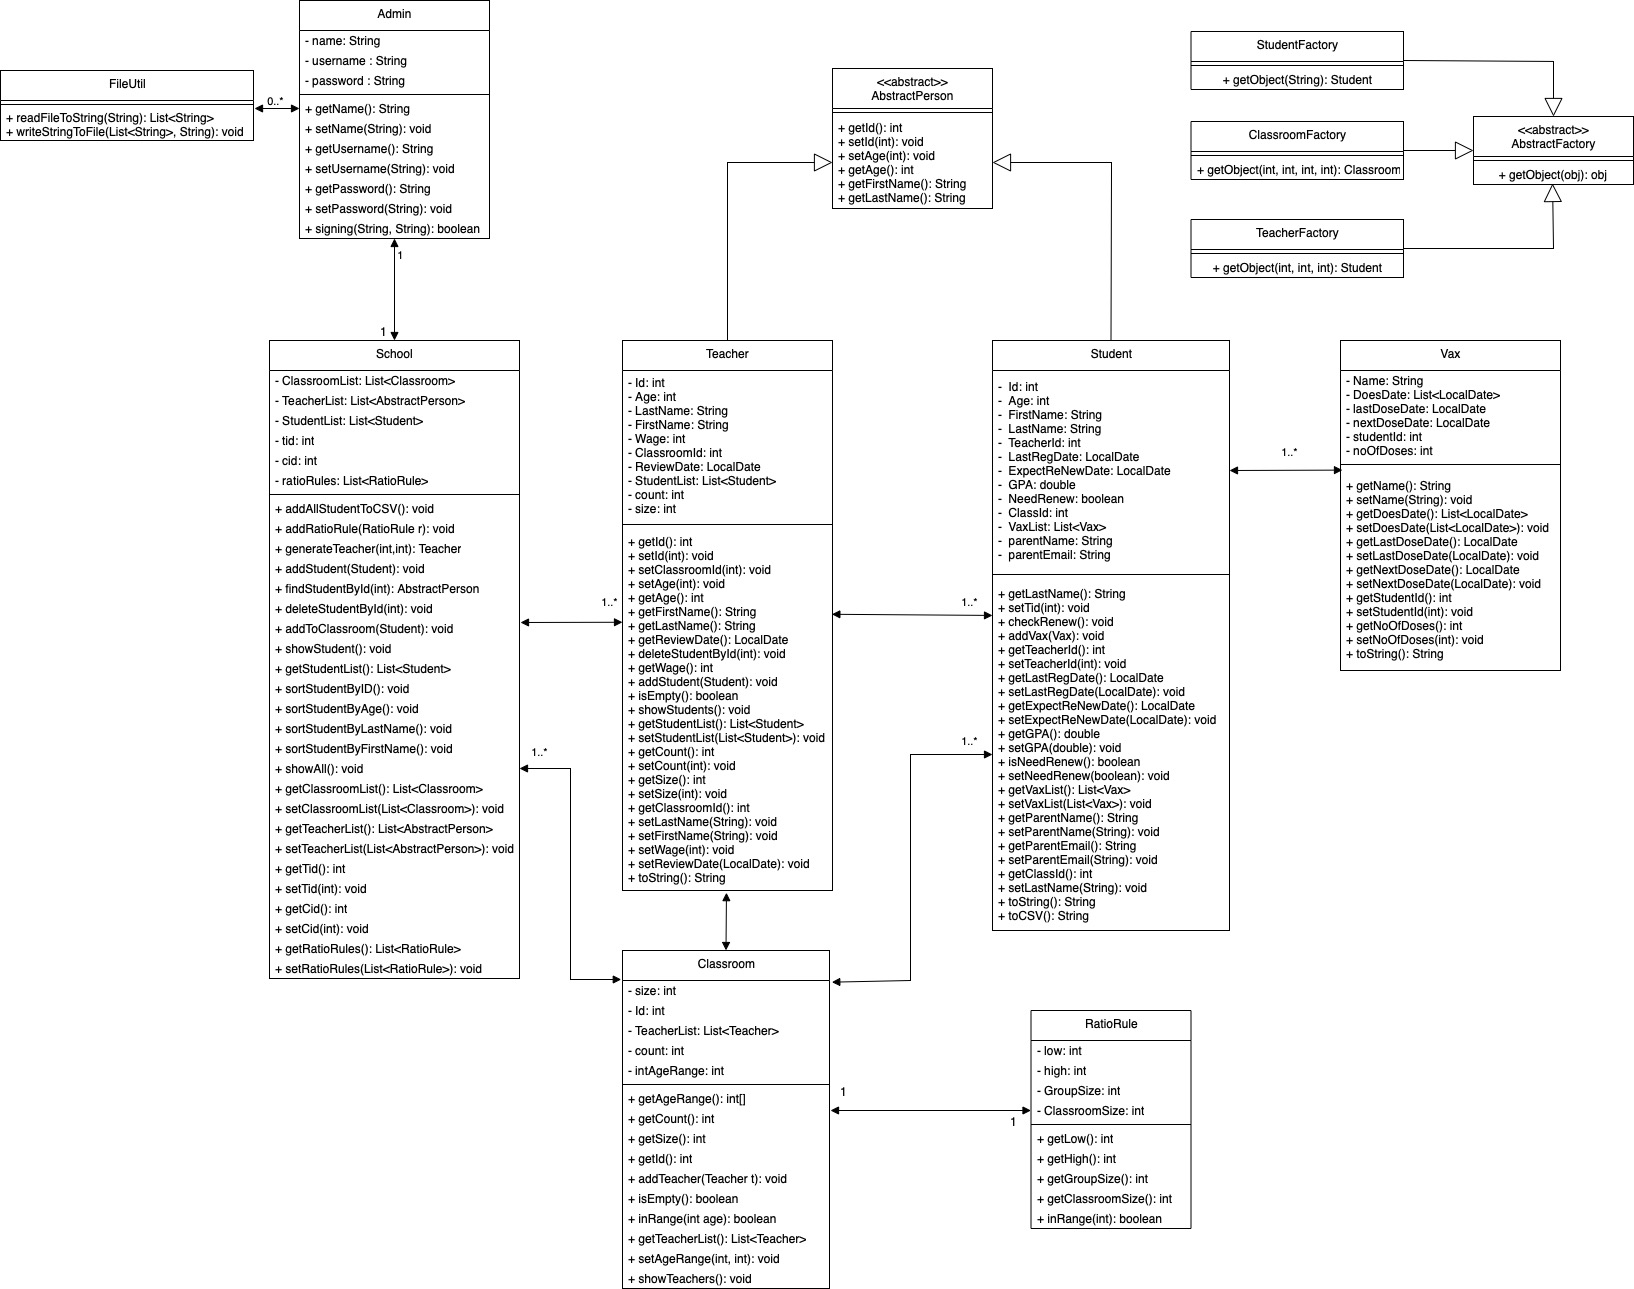 Admin
- name: String
- username : String
- password : String
+ getName(): String
+ setName(String): void
+ getUsername(): String
+ setUsername(String): void
+ getPassword(): String
+ setPassword(String): void
+ signing(String, String): boolean
FileUtil
+ readFileToString(String): List<String>
+ writeStringToFile(List<String>, String): void
0..*
1
1
<<abstract>>
AbstractPerson
+ getId(): int
+ setId(int): void
+ setAge(int): void
+ getAge(): int
+ getFirstName(): String
+ getLastName(): String
StudentFactory
+ getObject(String): Student
ClassroomFactory
+ getObject(int, int, int, int): Classroom
TeacherFactory
+ getObject(int, int, int): Student
<<abstract>>
AbstractFactory
+ getObject(obj): obj
School
- ClassroomList: List<Classroom>
- TeacherList: List<AbstractPerson>
- StudentList: List<Student>
- tid: int
- cid: int
- ratioRules: List<RatioRule>
+ addAllStudentToCSV(): void
+ addRatioRule(RatioRule r): void
+ generateTeacher(int,int): Teacher
+ addStudent(Student): void
+ findStudentById(int): AbstractPerson
+ deleteStudentById(int): void
+ addToClassroom(Student): void
+ showStudent(): void
+ getStudentList(): List<Student>
+ sortStudentByID(): void
+ sortStudentByAge(): void
+ sortStudentByLastName(): void
+ sortStudentByFirstName(): void
+ showAll(): void
+ getClassroomList(): List<Classroom>
+ setClassroomList(List<Classroom>): void
+ getTeacherList(): List<AbstractPerson>
+ setTeacherList(List<AbstractPerson>): void
+ getTid(): int
+ setTid(int): void
+ getCid(): int
+ setCid(int): void
+ getRatioRules(): List<RatioRule>
+ setRatioRules(List<RatioRule>): void
1..*
1..*
Teacher
- Id: int
- Age: int
- LastName: String
- FirstName: String
- Wage: int
- ClassroomId: int
- ReviewDate: LocalDate
- StudentList: List<Student>
- count: int
- size: int
+ getId(): int
+ setId(int): void
+ setClassroomId(int): void
+ setAge(int): void
+ getAge(): int
+ getFirstName(): String
+ getLastName(): String
+ getReviewDate(): LocalDate
+ deleteStudentById(int): void
+ getWage(): int
+ addStudent(Student): void
+ isEmpty(): boolean
+ showStudents(): void
+ getStudentList(): List<Student>
+ setStudentList(List<Student>): void
+ getCount(): int
+ setCount(int): void
+ getSize(): int
+ setSize(int): void
+ getClassroomId(): int
+ setLastName(String): void
+ setFirstName(String): void
+ setWage(int): void
+ setReviewDate(LocalDate): void
+ toString(): String
1..*
1..*
Student
- Id: int
- Age: int
- FirstName: String
- LastName: String
- TeacherId: int
- LastRegDate: LocalDate
- ExpectReNewDate: LocalDate
- GPA: double
- NeedRenew: boolean
- ClassId: int
- VaxList: List<Vax>
- parentName: String
- parentEmail: String
+ getLastName(): String
+ setTid(int): void
+ checkRenew(): void
+ addVax(Vax): void
+ getTeacherId(): int
+ setTeacherId(int): void
+ getLastRegDate(): LocalDate
+ setLastRegDate(LocalDate): void
+ getExpectReNewDate(): LocalDate
+ setExpectReNewDate(LocalDate): void
+ getGPA(): double
+ setGPA(double): void
+ isNeedRenew(): boolean
+ setNeedRenew(boolean): void
+ getVaxList(): List<Vax>
+ setVaxList(List<Vax>): void
+ getParentName(): String
+ setParentName(String): void
+ getParentEmail(): String
+ setParentEmail(String): void
+ getClassId(): int
+ setLastName(String): void
+ toString(): String
+ toCSV(): String
1..*
Vax
- Name: String
- DoesDate: List<LocalDate>
- lastDoseDate: LocalDate
- nextDoseDate: LocalDate
- studentId: int
- noOfDoses: int
+ getName(): String
+ setName(String): void
+ getDoesDate(): List<LocalDate>
+ setDoesDate(List<LocalDate>): void
+ getLastDoseDate(): LocalDate
+ setLastDoseDate(LocalDate): void
+ getNextDoseDate(): LocalDate
+ setNextDoseDate(LocalDate): void
+ getStudentId(): int
+ setStudentId(int): void
+ getNoOfDoses(): int
+ setNoOfDoses(int): void
+ toString(): String
Classroom
- size: int
- Id: int
- TeacherList: List<Teacher>
- count: int
- intAgeRange: int
+ getAgeRange(): int[]
+ getCount(): int
+ getSize(): int
+ getId(): int
+ addTeacher(Teacher t): void
+ isEmpty(): boolean
+ inRange(int age): boolean
+ getTeacherList(): List<Teacher>
+ setAgeRange(int, int): void
+ showTeachers(): void
1
1
RatioRule
- low: int
- high: int
- GroupSize: int
- ClassroomSize: int
+ getLow(): int
+ getHigh(): int
+ getGroupSize(): int
+ getClassroomSize(): int
+ inRange(int): boolean